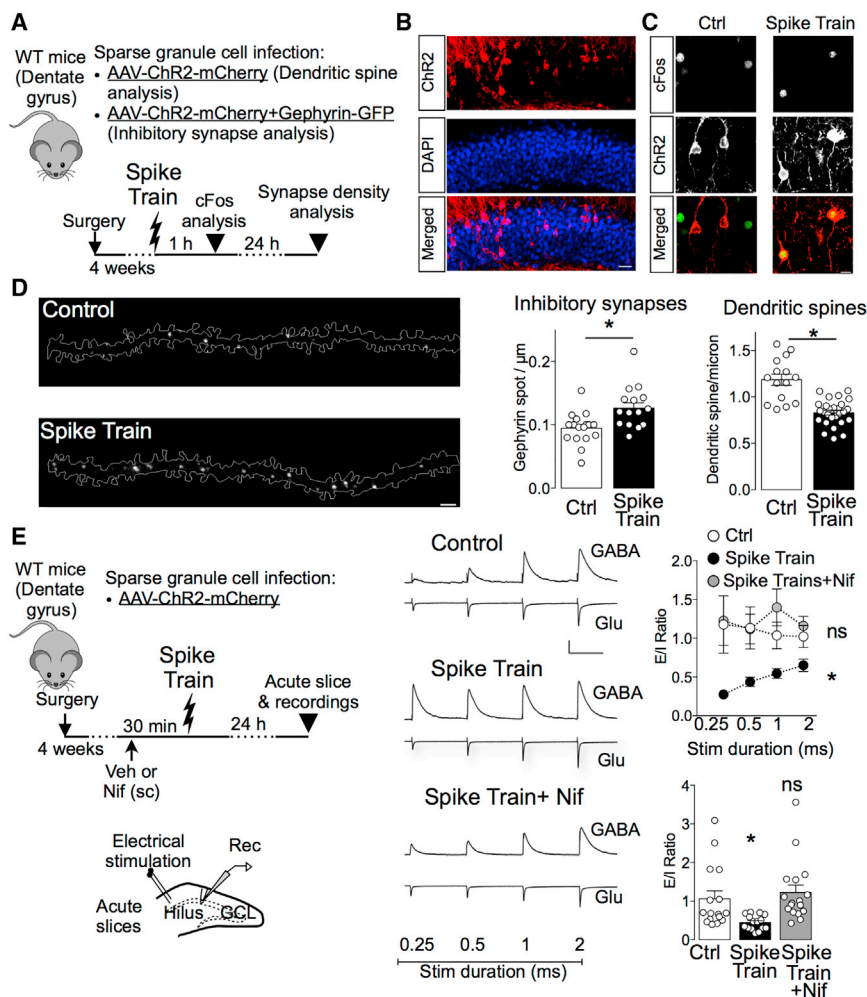 A
WT mice
(Dentate
gyrus)
Sparse granule cell infection:
• AAV-ChR2-mCherry (Dendritic spine
analysis)
• AAV-ChR2-mCherry+Gephyrin-GFP
(Inhibitory synapse analysis)
Spike
Train
cFos
analysis
Synapse density
analysis
Surgery
1 h
24 h
4 weeks
B
ChR2
DAPI
Merged
C
Ctrl
Spike Train
cFos
ChR2
Merged
D
Control
Spike Train
Inhibitory synapses
*
Gephyrin spot / μm
0.2
0.1
0.0
Ctrl
Spike
Train
Dendritic spines
*
Dendritic spine/micron
1.5
1.0
0.5
0.0
Ctrl
Spike
Train
E
WT mice
(Dentate
gyrus)
Sparse granule cell infection:
• AAV-ChR2-mCherry
Spike
Train
Acute slice
& recordings
Surgery
30 min
24 h
4 weeks
Veh or
Nif (sc)
Electrical
stimulation
Rec
Acute
slices
Hilus
GCL
Control
GABA
Glu
Spike Train
GABA
Glu
Spike Train+ Nif
GABA
Glu
0.25 0.5 1 2
Stim duration (ms)
Ctrl
Spike Train
Spike Trains+Nif
E/I Ratio
2.0
1.5
1.0
0.5
0.0
ns
*
0.25 0.5 1 2
Stim duration (ms)
E/I Ratio
4
3
2
1
0
*
ns
Ctrl
Spike
Train
Spike
Train
+Nif